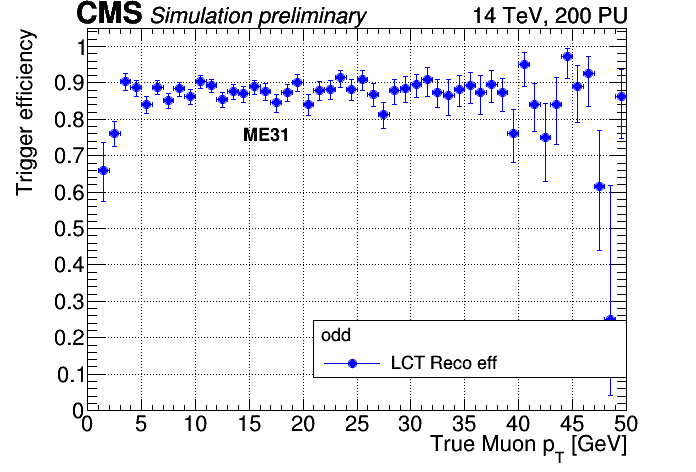 CMS Simulation preliminary 14 TeV, 200 PU
Trigger efficiency
1
0.9
0.8
0.7
0.6
0.5
0.4
0.3
0.2
0.1
0
ME31
odd
LCT Reco eff
0 5 10 15 20 25 30 35 40 45 50
True Muon p_T [GeV]